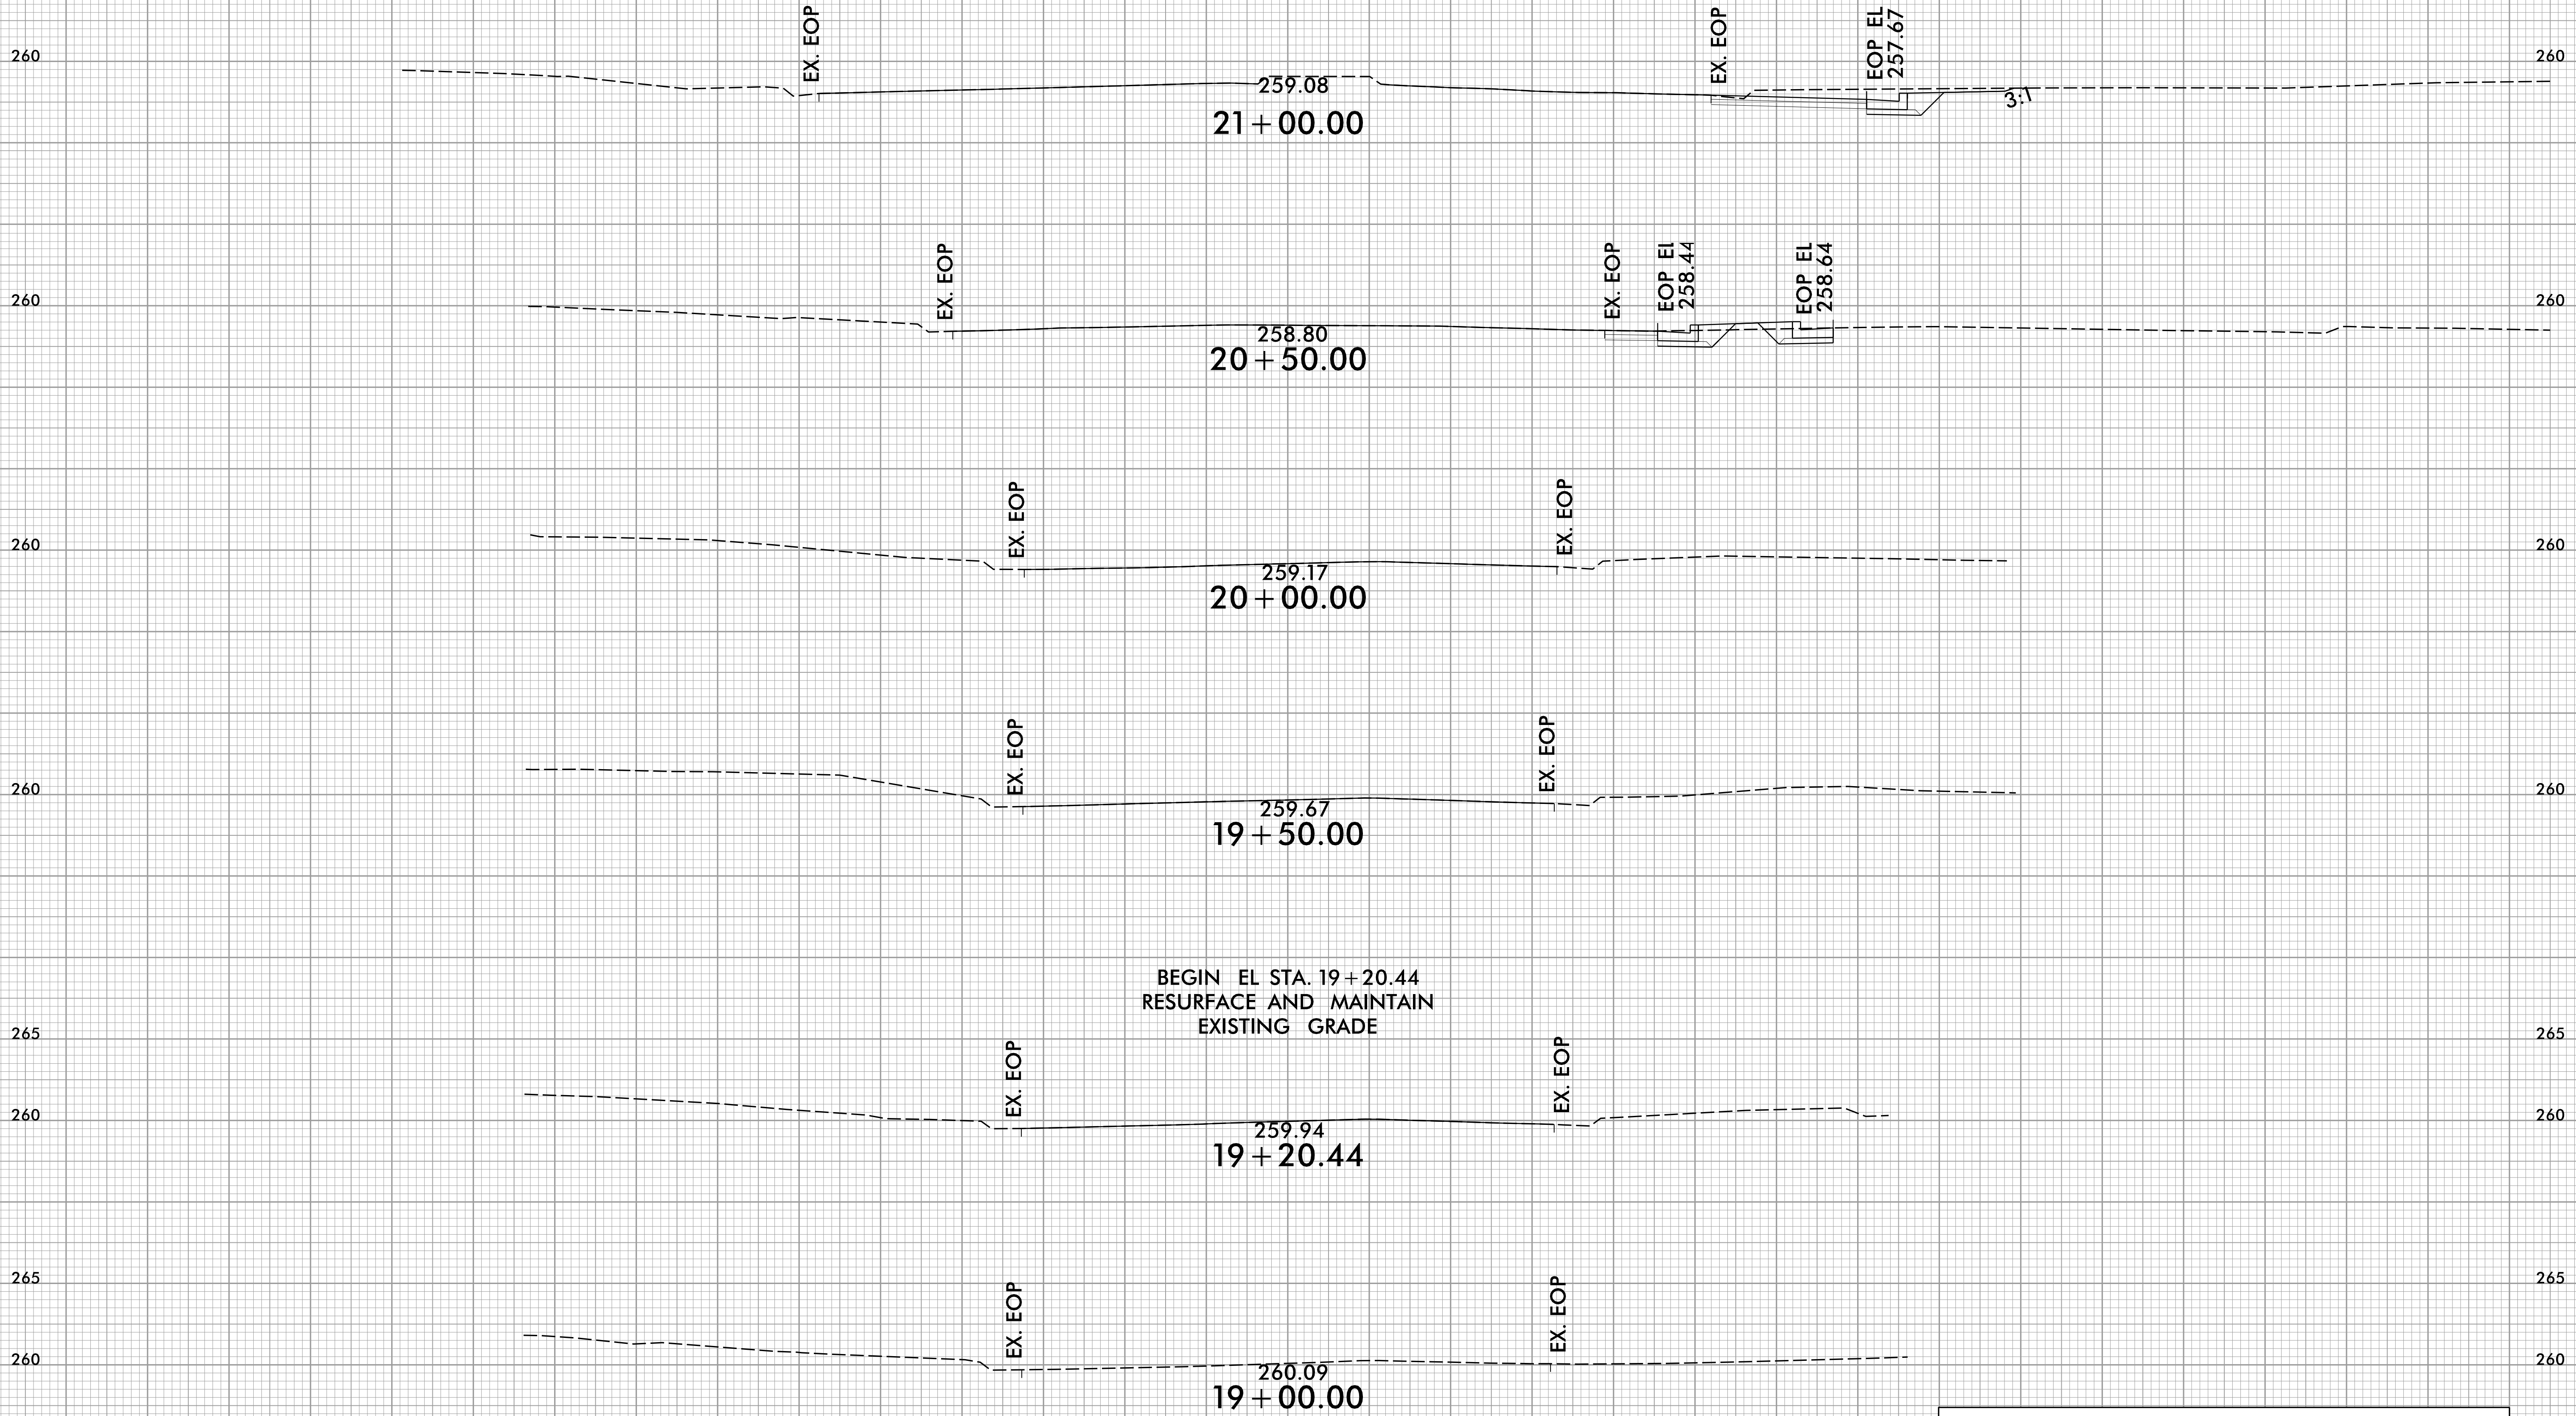 EX. EOP
EX. EOP
EOP EL
257.67
260
260
259.08
3:1
21+00.00
EX. EOP
EX. EOP
EOP EL
258.44
EOP EL
258.64
260
260
258.80
20+50.00
EX. EOP
EX. EOP
260
260
259.17
20+00.00
EX. EOP
EX. EOP
260
260
259.67
19+50.00
BEGIN EL STA. 19+20.44
RESURFACE AND MAINTAIN
EXISTING GRADE
265
265
EX. EOP
EX. EOP
260
260
259.94
19+20.44
265
265
EX. EOP
EX. EOP
260
260
260.09
19+00.00